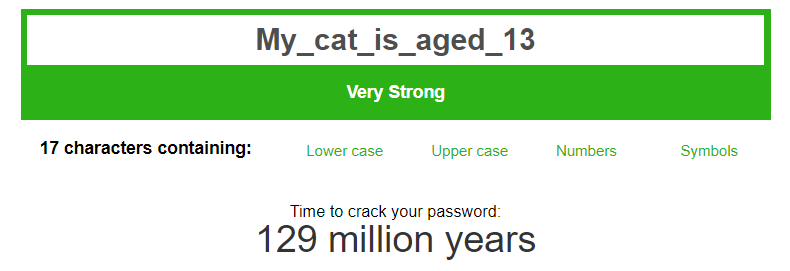 My_cat_is_aged_13
Very Strong
17 characters containing: Lower case Upper case Numbers Symbols
Time to crack your password:
129 million years